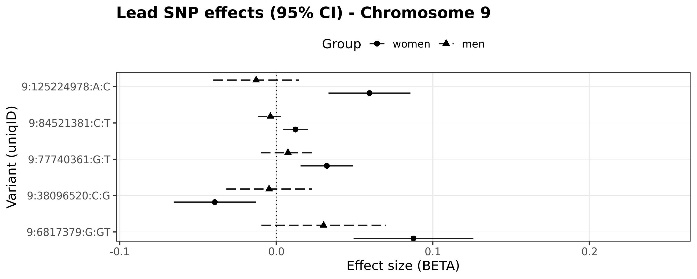 Lead SNP effects (95% CI) - Chromosome 9
Group women men
9:125224978:A:C
9:84521381:C:T
9:77740361:G:T
9:38096520:C:G
9:6817379:G:GT
Variant (uniqID)
-0.1 0.0 0.1 0.2
Effect size (BETA)